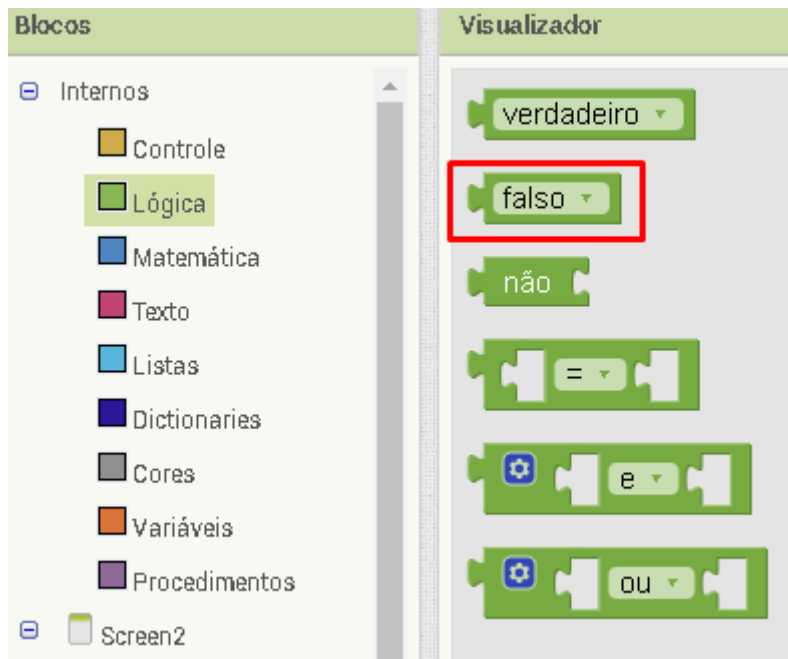 Blocos
Internos
Controle
Lógica
Matemática
Texto
Listas
Dictionaries
Cores
Variáveis
Procedimentos
Screen2
Visualizador
verdadeiro
falso
não
=
e
ou